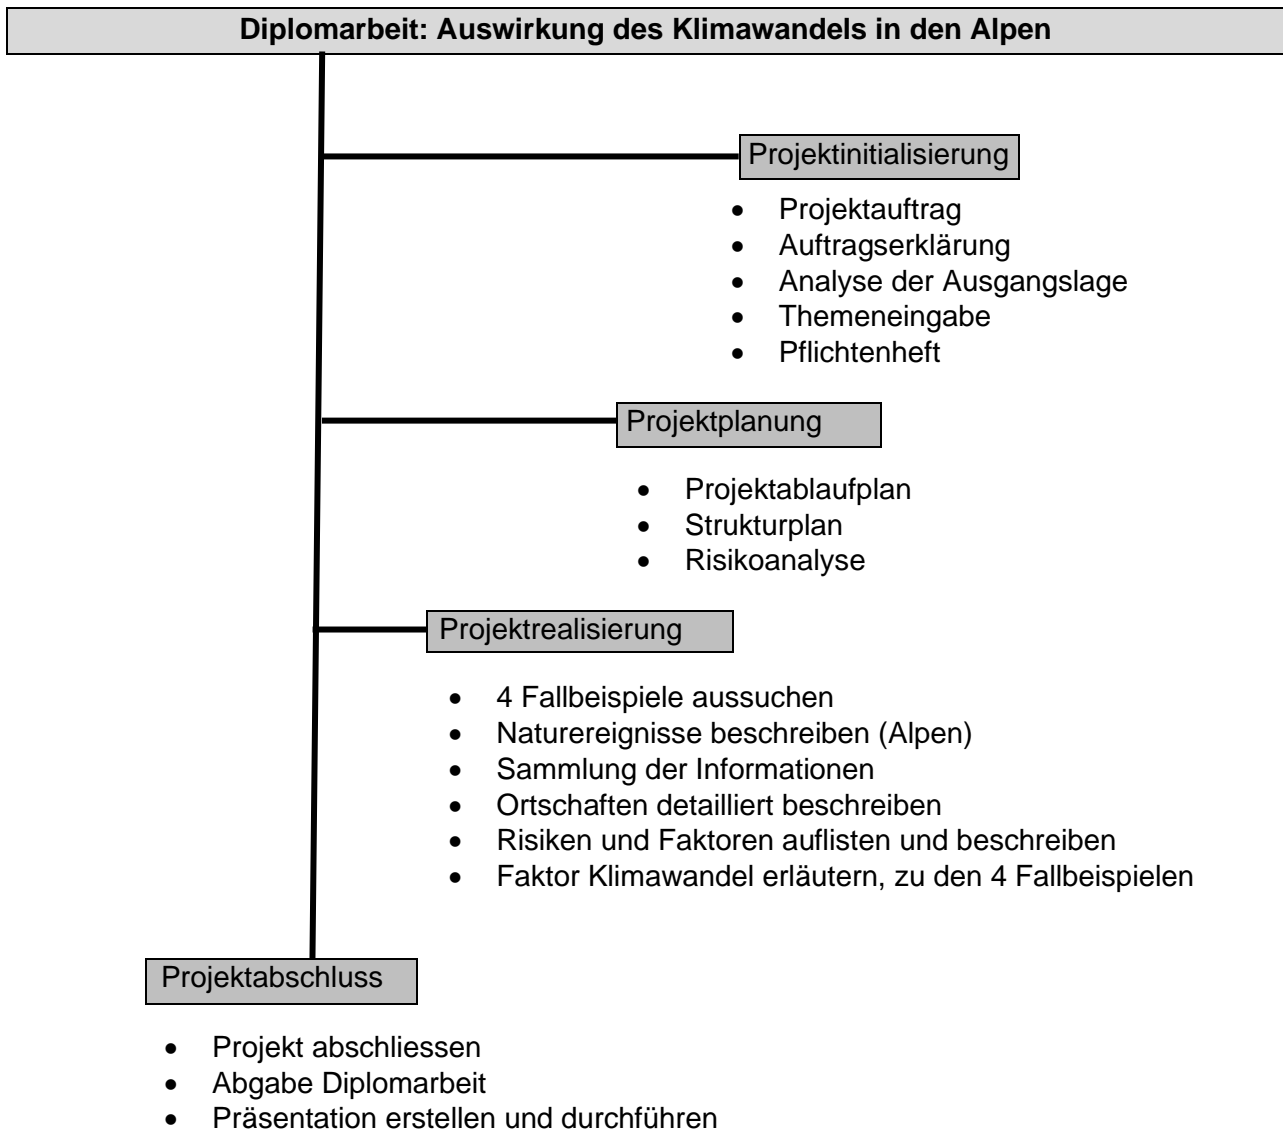 Diplomarbeit: Auswirkung des Klimawandels in den Alpen
Projektinitialisierung
• Projektauftrag
• Auftragserklärung
• Analyse der Ausgangslage
• Themeneingabe
• Pflichtenheft
Projektplanung
• Projektablaufplan
• Strukturplan
• Risikoanalyse
Projektrealisierung
• 4 Fallbeispiele aussuchen
• Naturereignisse beschreiben (Alpen)
• Sammlung der Informationen
• Ortschaften detailliert beschreiben
• Risiken und Faktoren auflisten und beschreiben
• Faktor Klimawandel erläutern, zu den 4 Fallbeispielen
Projektabschluss
• Projekt abschliessen
• Abgabe Diplomarbeit
• Präsentation erstellen und durchführen